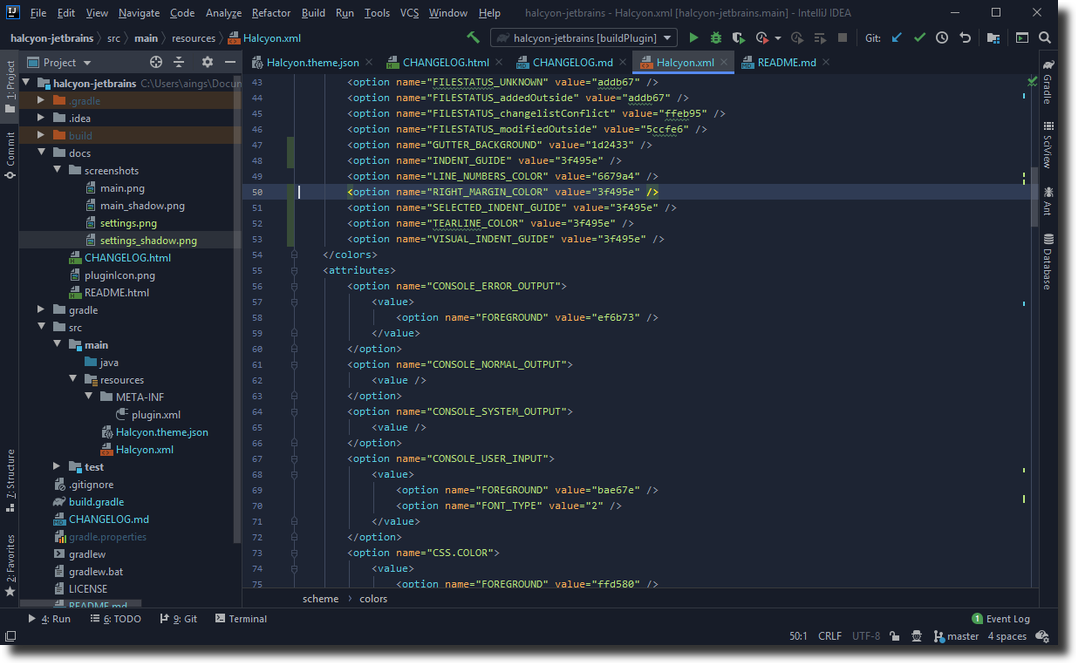 File Edit View Navigate Code Analyze Refactor Build Run Tools VCS Window Help halcyon-jetbrains - Halcyon.xml [halcyon-jetbrains.main] - IntelliJ IDEA
halcyon-jetbrains › src › main › resources › Halcyon.xml halcyon-jetbrains [buildPlugin] Git:
Project
Halcyon.theme.json CHANGELOG.html CHANGELOG.md Halcyon.xml README.md
1: Project
Commit
7: Structure
2: Favorites
halcyon-jetbrains C:\Users\aings\Docun
.gradle
.idea
build
docs
screenshots
main.png
main_shadow.png
settings.png
settings_shadow.png
CHANGELOG.html
pluginIcon.png
README.html
gradle
src
main
java
resources
META-INF
plugin.xml
Halcyon.theme.json
Halcyon.xml
test
.gitignore
build.gradle
CHANGELOG.md
gradle.properties
gradlew
gradlew.bat
LICENSE
README.md
43 <option name="FILESTATUS_UNKNOWN" value="addb67" />
44 <option name="FILESTATUS_addedOutside" value="addb67" />
45 <option name="FILESTATUS_changelistConflict" value="ffeb95" />
46 <option name="FILESTATUS_modifiedOutside" value="5ccfe6" />
47 <option name="GUTTER_BACKGROUND" value="1d2433" />
48 <option name="INDENT_GUIDE" value="3f495e" />
49 <option name="LINE_NUMBERS_COLOR" value="6679a4" />
50 <option name="RIGHT_MARGIN_COLOR" value="3f495e" />
51 <option name="SELECTED_INDENT_GUIDE" value="3f495e" />
52 <option name="TEARLINE_COLOR" value="3f495e" />
53 <option name="VISUAL_INDENT_GUIDE" value="3f495e" />
54 </colors>
55 <attributes>
56 <option name="CONSOLE_ERROR_OUTPUT">
57 <value>
58 <option name="FOREGROUND" value="ef6b73" />
59 </value>
60 </option>
61 <option name="CONSOLE_NORMAL_OUTPUT">
62 <value />
63 </option>
64 <option name="CONSOLE_SYSTEM_OUTPUT">
65 <value />
66 </option>
67 <option name="CONSOLE_USER_INPUT">
68 <value>
69 <option name="FOREGROUND" value="bae67e" />
70 <option name="FONT_TYPE" value="2" />
71 </value>
72 </option>
73 <option name="CSS.COLOR">
74 <value>
75 <option name="FOREGROUND" value="ffd580" />
scheme › colors
Gradle
SciView
Ant
Database
4: Run 6: TODO 9: Git Terminal 1 Event Log
50:1 CRLF UTF-8 master 4 spaces